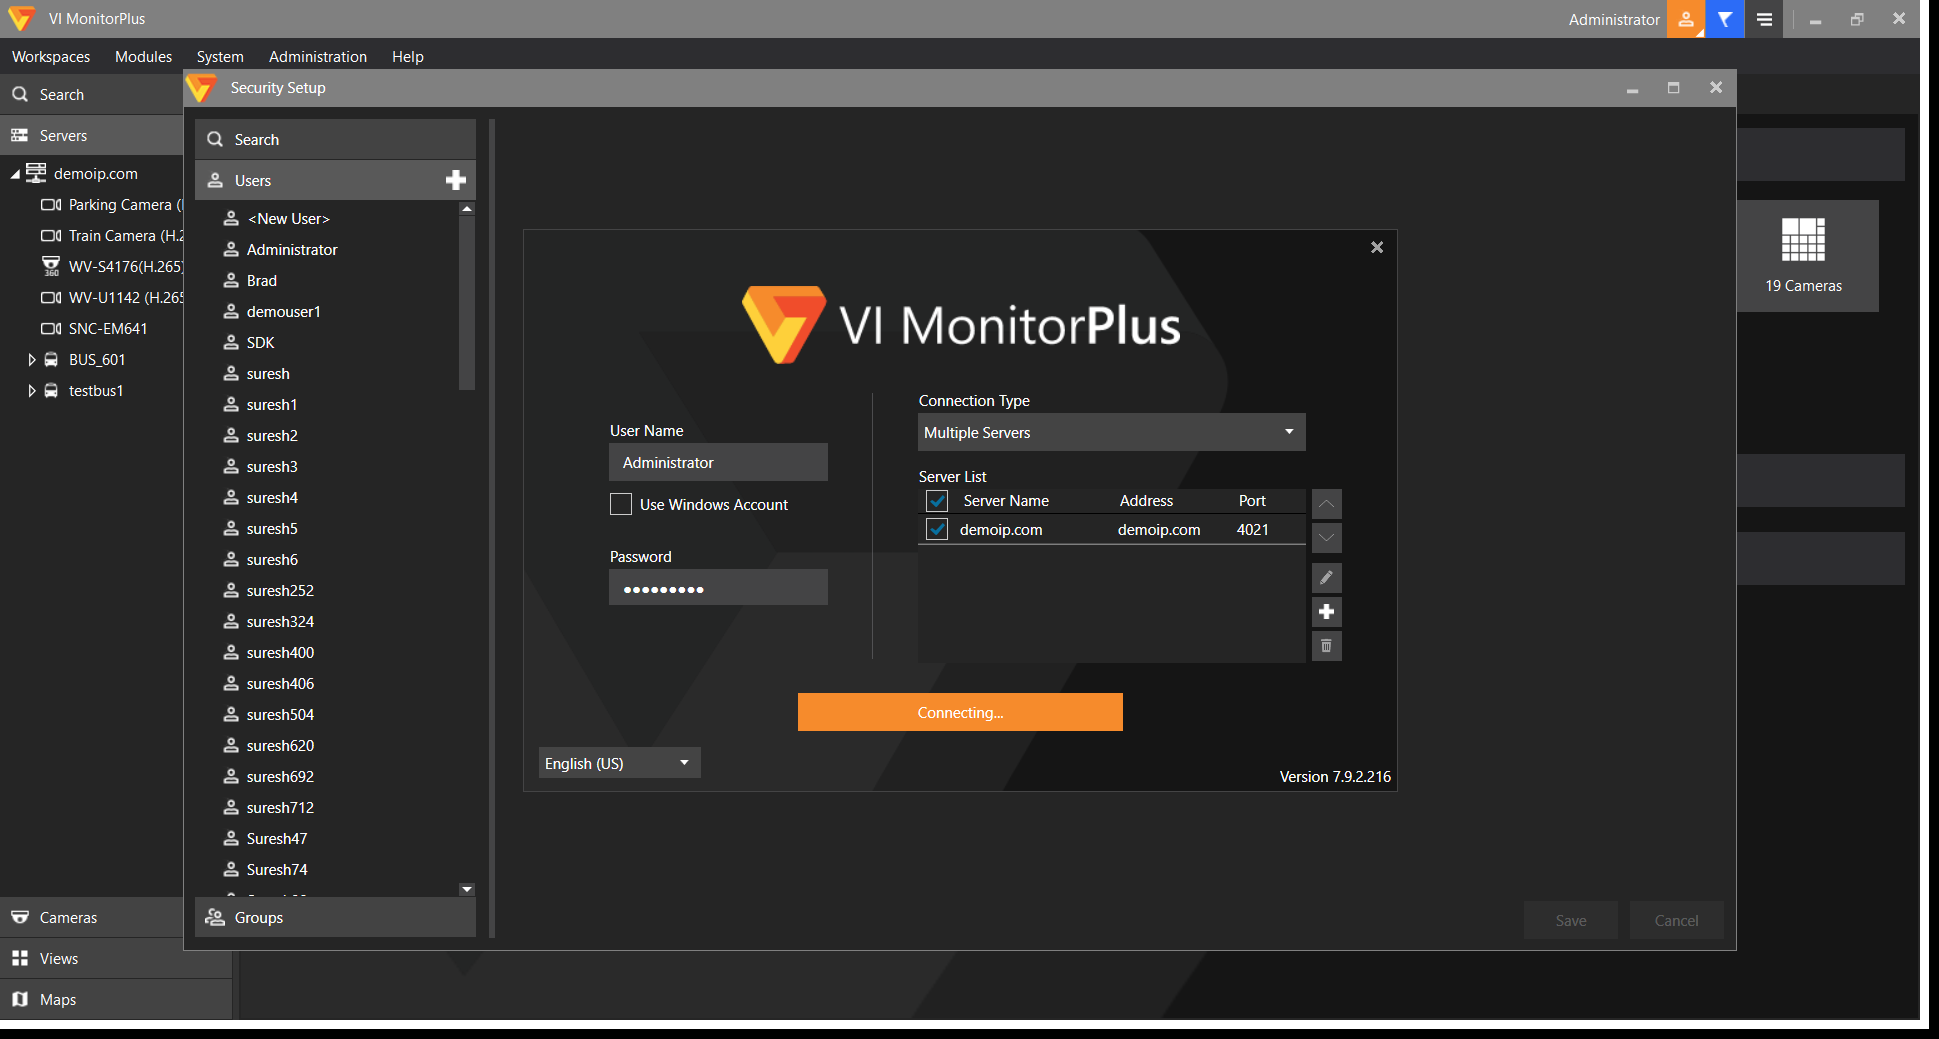 VI MonitorPlus
Administrator
Workspaces Modules System Administration Help
Search
Servers
demoip.com
Parking Camera (
Train Camera (H.2
WV-S4176(H.265)
WV-U1142 (H.265
SNC-EM641
BUS_601
testbus1
Cameras
Views
Maps
Security Setup
Search
Users
<New User>
Administrator
Brad
demouser1
SDK
suresh
suresh1
suresh2
suresh3
suresh4
suresh5
suresh6
suresh252
suresh324
suresh400
suresh406
suresh504
suresh620
suresh692
suresh712
Suresh47
Suresh74
Groups
VI MonitorPlus
User Name
Administrator
Use Windows Account
Password
Connection Type
Multiple Servers
Server List
Server Name Address Port
demoip.com demoip.com 4021
Connecting...
English (US)
Version 7.9.2.216
Save Cancel
19 Cameras
360